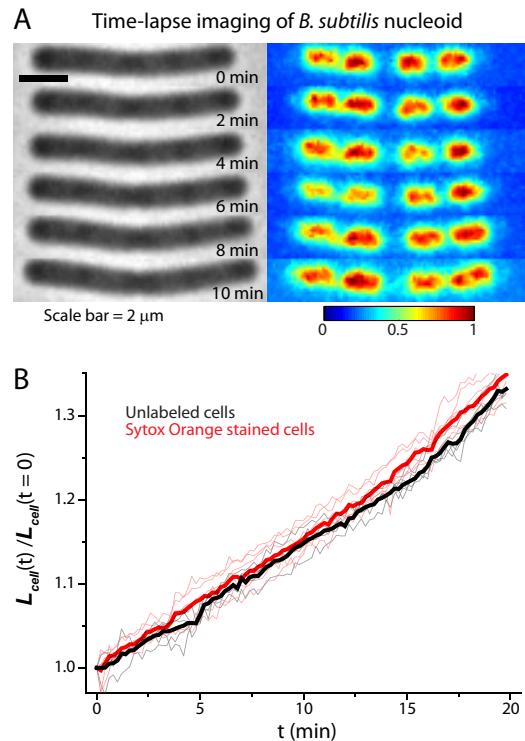 Time-lapse imaging of B. subtilis nucleoid
A
0 min
2 min
4 min
6 min
8 min
10 min
Scale bar = 2 μm
0 0.5 1
B
Unlabeled cells
Sytox Orange stained cells
1.3
1.2
1.1
1.0
L_cell(t) / L_cell(t = 0)
0 5 10 15 20
t (min)